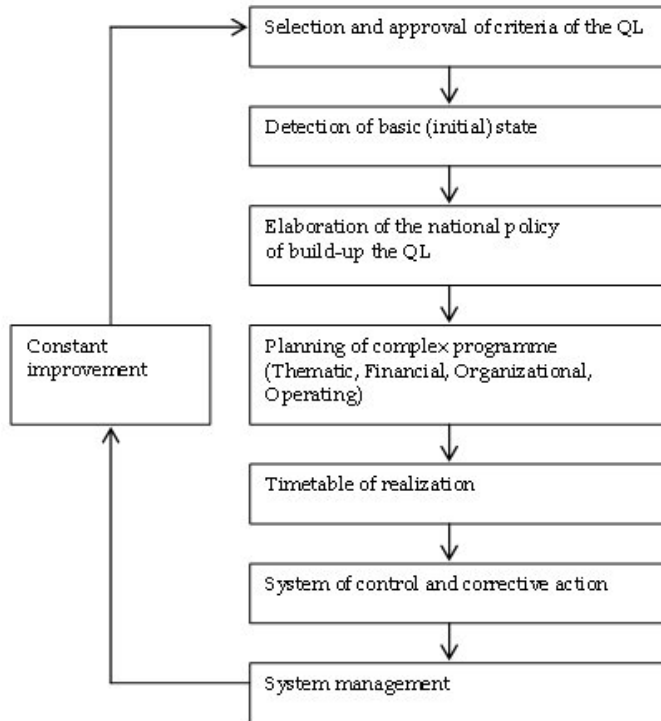 Selection and approval of criteria of the QL
Detection of basic (initial) state
Elaboration of the national policy
of build-up the QL
Constant
improvement
Planning of complex programme
(Thematic, Financial, Organizational,
Operating)
Timetable of realization
System of control and corrective action
System management